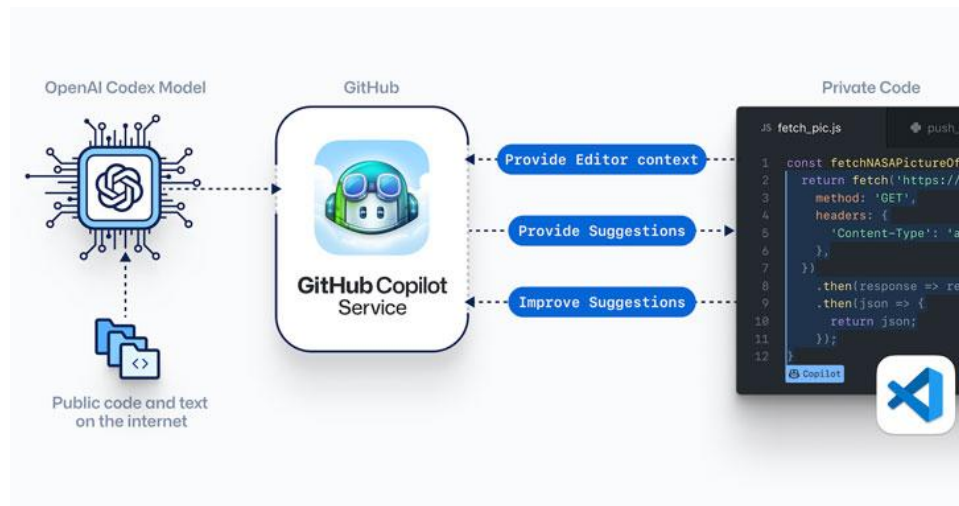 OpenAI Codex Model
GitHub
Private Code
JS fetch_pic.js
push_
Provide Editor context
Provide Suggestions
Improve Suggestions
GitHub Copilot
Service
Public code and text
on the internet
1 const fetchNASAPictureOf
2 return fetch('https://
3 method: 'GET',
4 headers: {
5 'Content-Type': 'a
6 },
7 })
8 .then(response => re
9 .then(json => {
10 return json;
11 });
12 }
Copilot